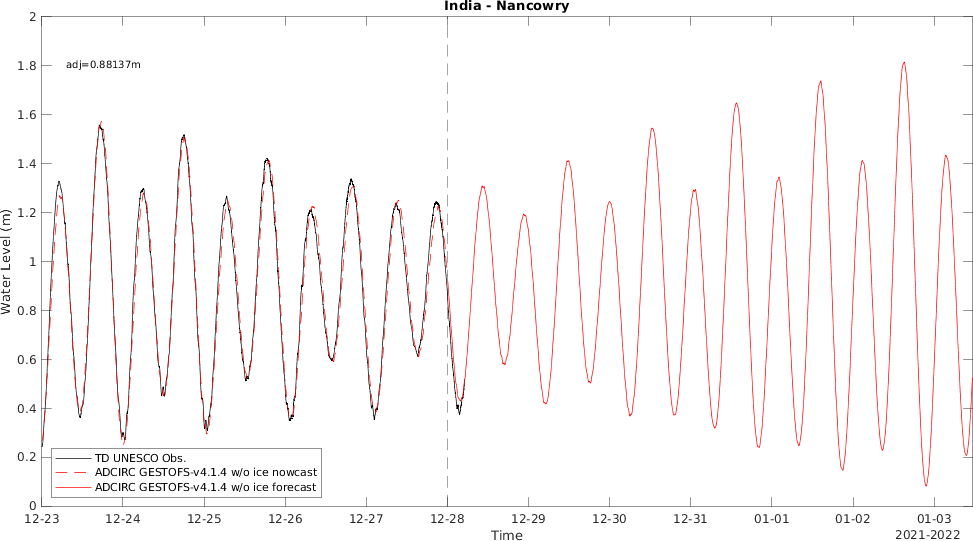 India - Nancowry
adj=0.88137m
Water Level (m)
2
1.8
1.6
1.4
1.2
1
0.8
0.6
0.4
0.2
0
TD UNESCO Obs.
ADCIRC GESTOFS-v4.1.4 w/o ice nowcast
ADCIRC GESTOFS-v4.1.4 w/o ice forecast
12-23 12-24 12-25 12-26 12-27 12-28 12-29 12-30 12-31 01-01 01-02 01-03
Time
2021-2022